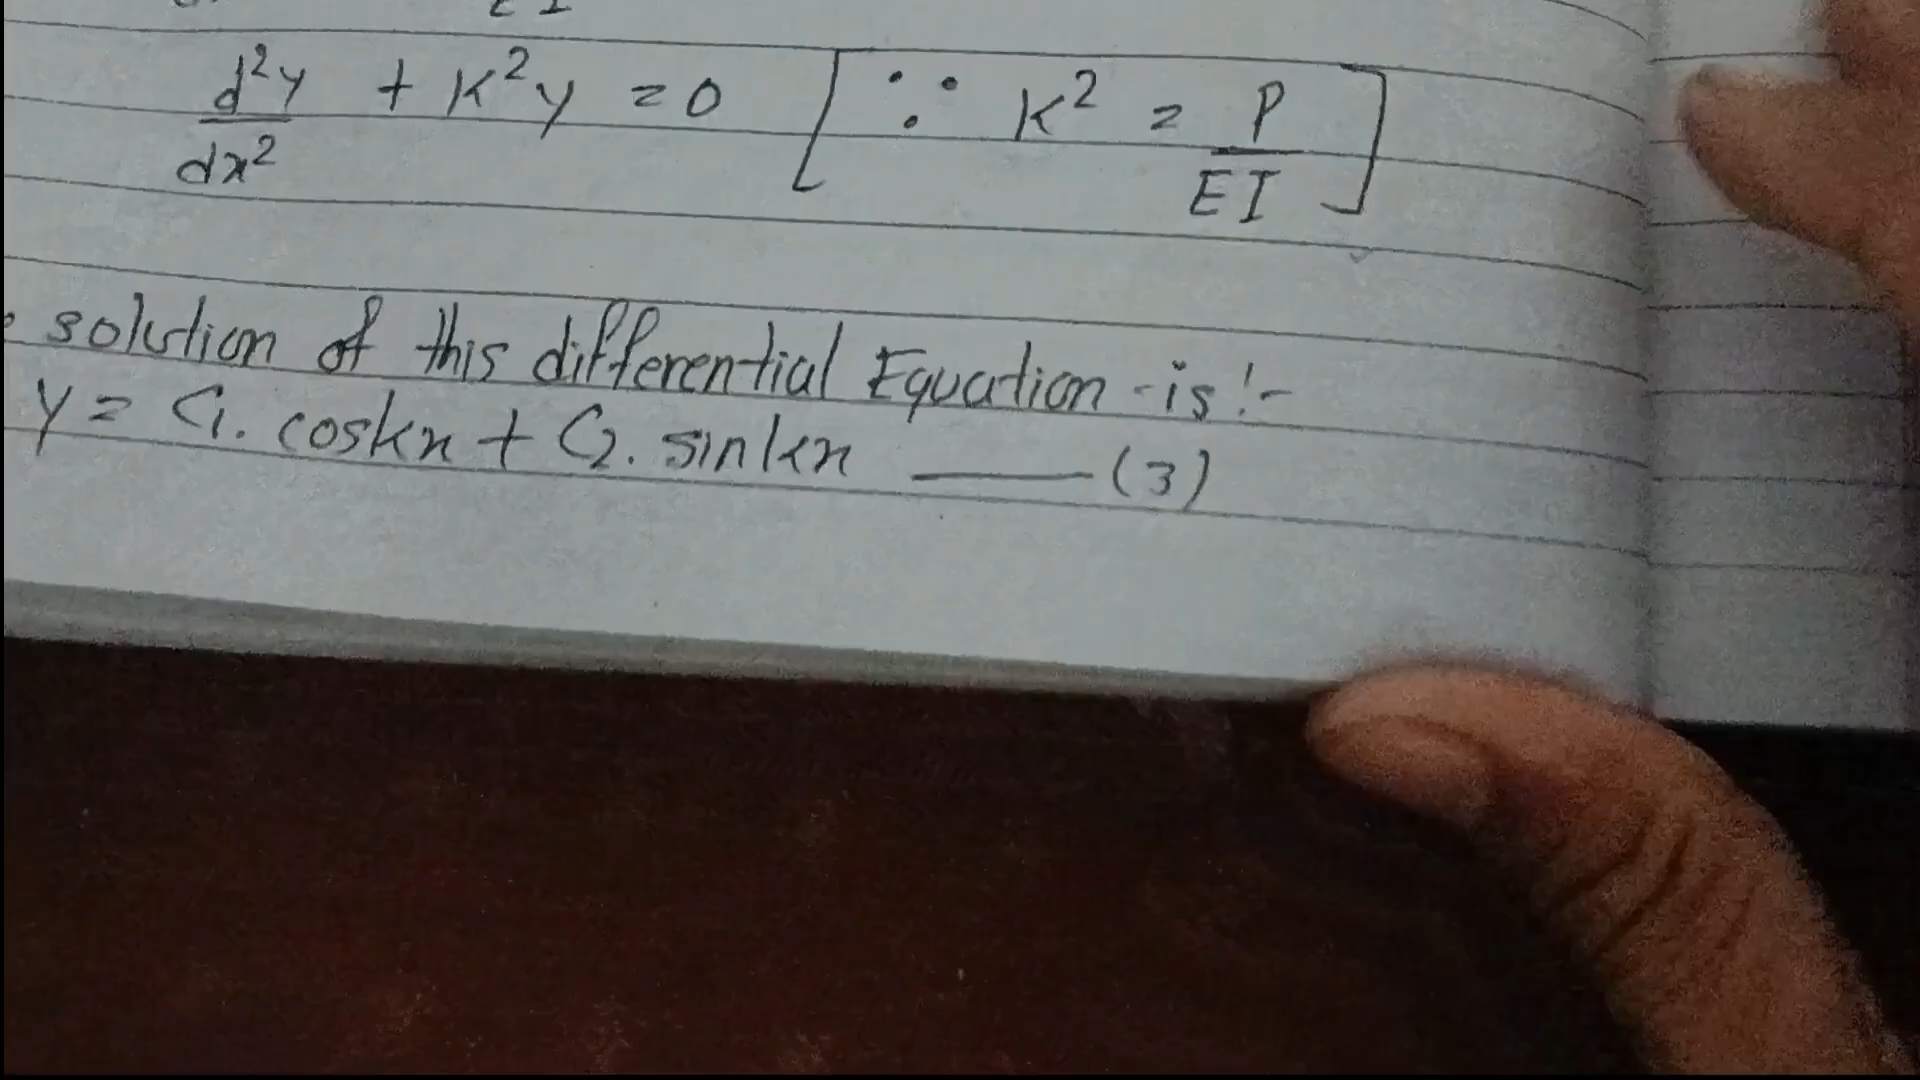 d²y/dx² + K²y = 0 [∵ K² = P/EI]
solution of this differential Equation is :-
y = C₁. coskx + C₂. sinkx —— (3)